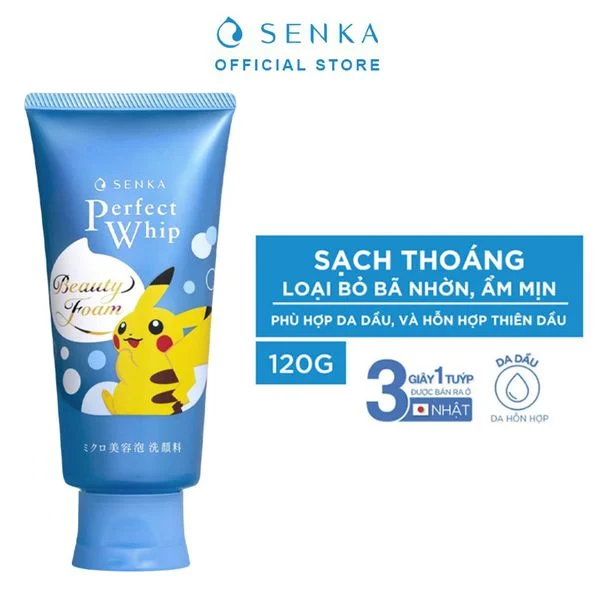 SENKA
OFFICIAL STORE
SENKA
Perfect
Whip
Beauty
Foam
ミクロ美容泡 洗顔料
SẠCH THOÁNG
LOẠI BỎ BÃ NHỜN, ẨM MỊN
PHÙ HỢP DA DẦU, VÀ HỖN HỢP THIÊN DẦU
120G
3 GIÂY 1 TUÝP
ĐƯỢC BÁN RA Ở
NHẬT
DA DẦU
DA HỖN HỢP